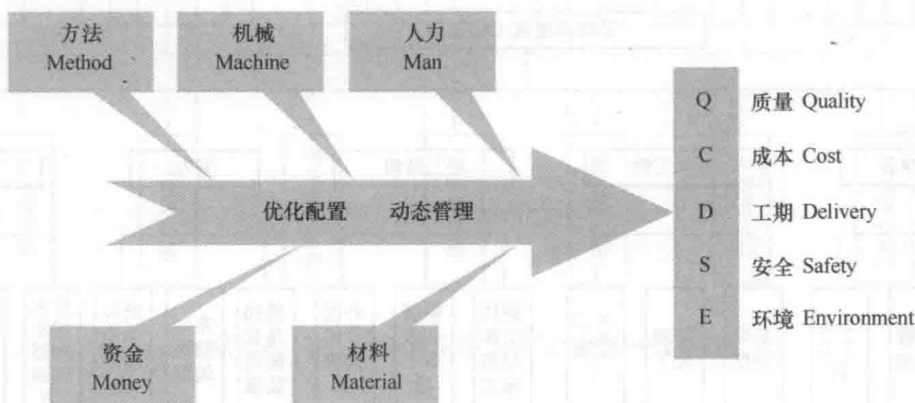 方法
Method
机械
Machine
人力
Man
优化配置 动态管理
资金
Money
材料
Material
Q 质量 Quality
C 成本 Cost
D 工期 Delivery
S 安全 Safety
E 环境 Environment